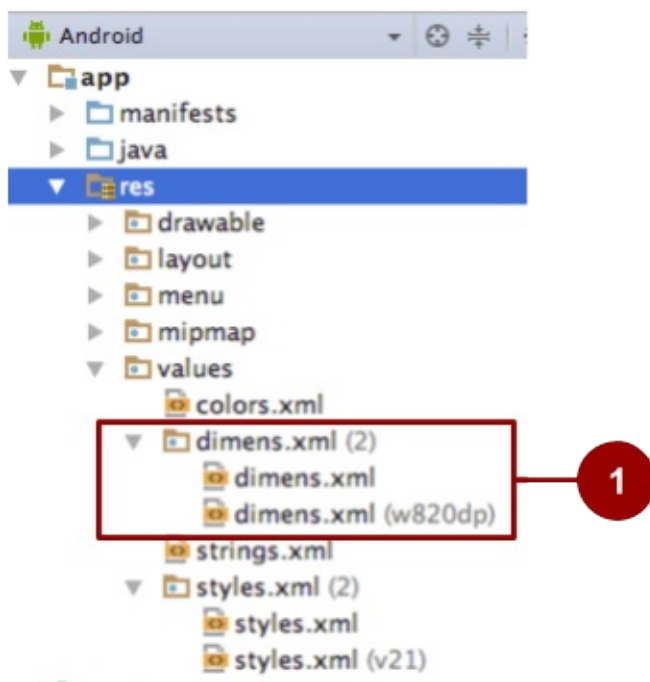 Android
app
manifests
java
res
drawable
layout
menu
mipmap
values
colors.xml
dimens.xml (2)
dimens.xml
dimens.xml (w820dp)
1
strings.xml
styles.xml (2)
styles.xml
styles.xml (v21)